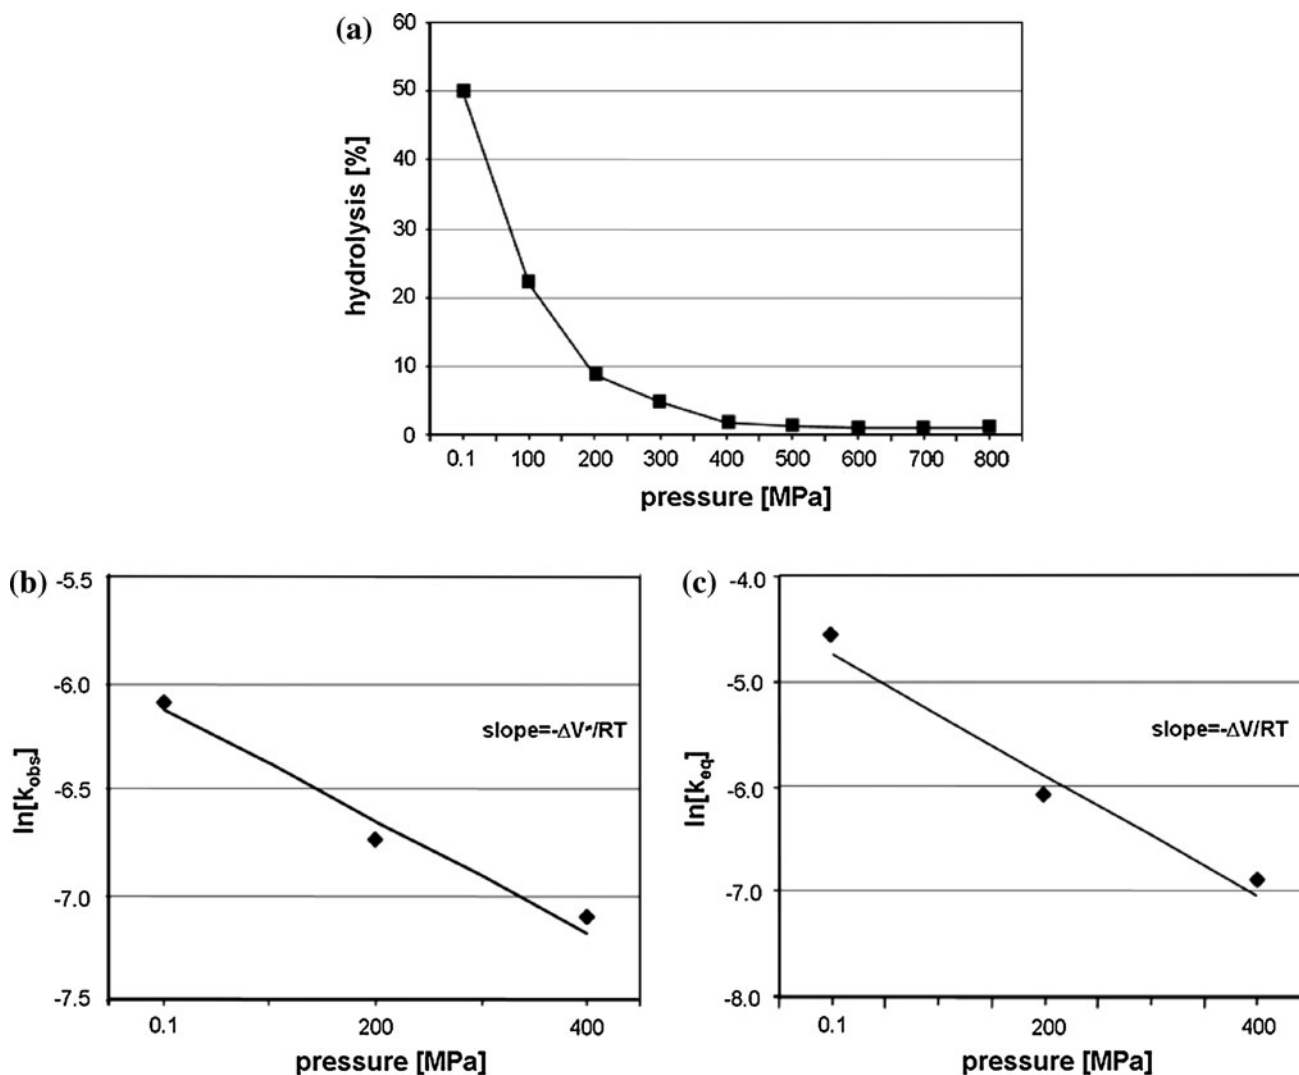 (a)
60
50
40
30
20
10
0
hydrolysis [%]
0.1 100 200 300 400 500 600 700 800
pressure [MPa]
(b)
-5.5
-6.0
-6.5
-7.0
-7.5
ln[k_obs]
slope=-ΔV≠/RT
0.1 200 400
pressure [MPa]
(c)
-4.0
-5.0
-6.0
-7.0
-8.0
ln[k_eq]
slope=-ΔV/RT
0.1 200 400
pressure [MPa]